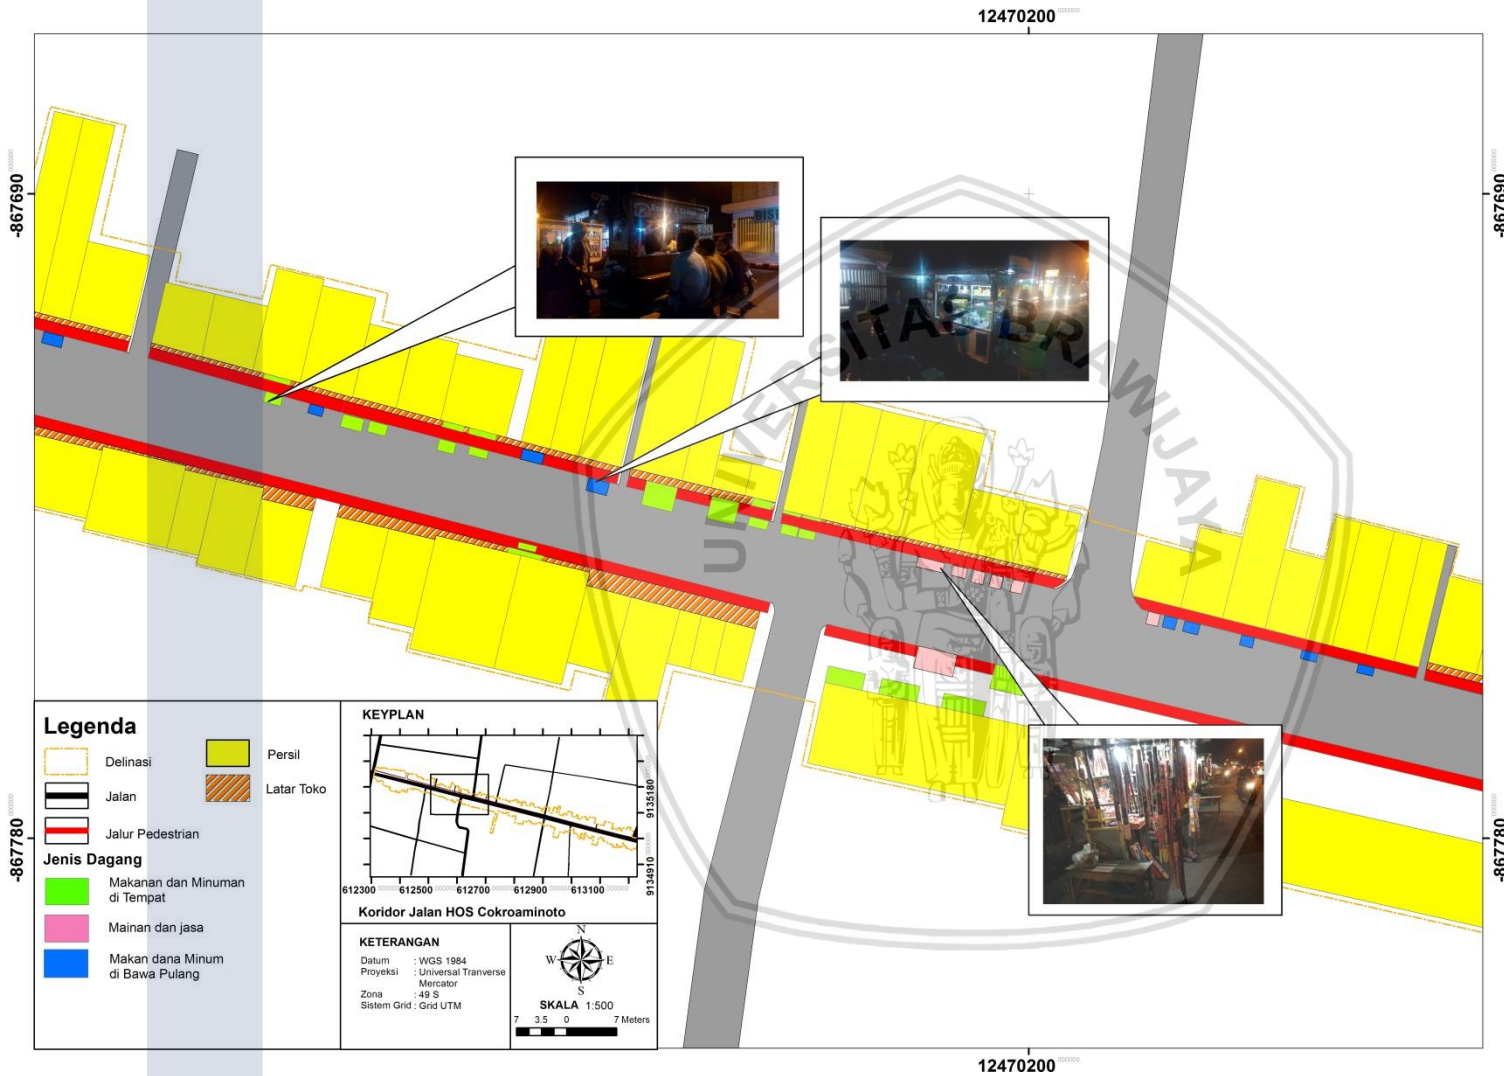 12470200
-867690
-867690
UNIVERSITAS BRAWIJAYA
Legenda
Delinasi
Persil
Jalan
Latar Toko
Jalur Pedestrian
Jenis Dagang
Makanan dan Minuman
di Tempat
Mainan dan jasa
Makan dana Minum
di Bawa Pulang
KEYPLAN
9135180
9134910
612300
612500
612700
612900
613100
Koridor Jalan HOS Cokroaminoto
KETERANGAN
Datum : WGS 1984
Proyeksi : Universal Tranverse
Mercator
Zona : 49 S
Sistem Grid : Grid UTM
N
W E
S
SKALA 1:500
7 3.5 0 7 Meters
-867780
-867780
12470200